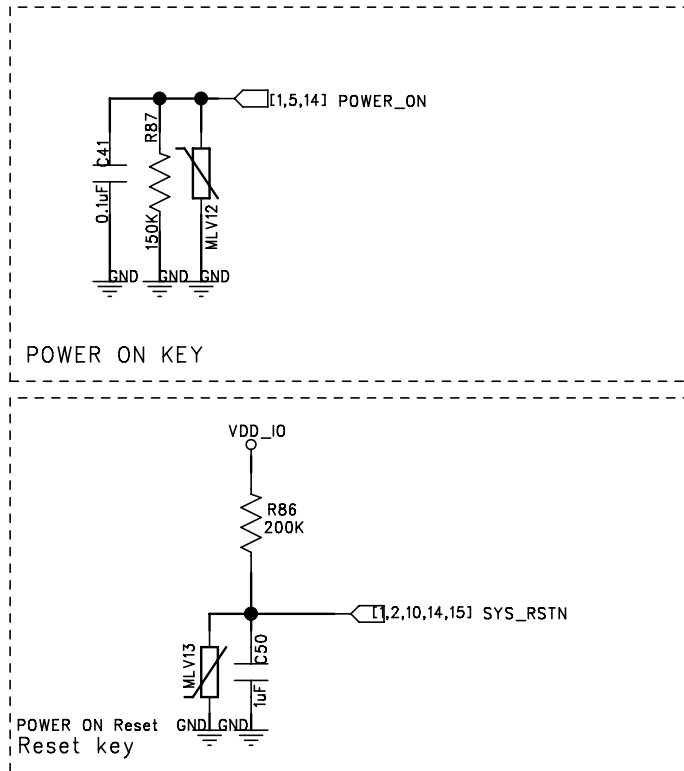 [1,5,14] POWER_ON
C41
0.1uF
R87
150K
MLV12
GND
GND
GND
POWER ON KEY
VDD_IO
R86
200K
[1,2,10,14,15] SYS_RSTN
MLV13
C50
1uF
GND
GND
POWER ON Reset
Reset key